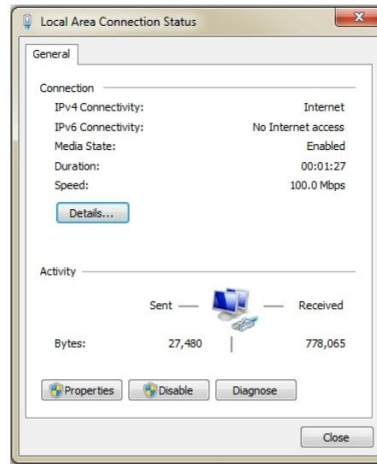 Local Area Connection Status
General
Connection
IPv4 Connectivity: Internet
IPv6 Connectivity: No Internet access
Media State: Enabled
Duration: 00:01:27
Speed: 100.0 Mbps
Details...
Activity
Sent Received
Bytes: 27,480 778,065
Properties Disable Diagnose
Close